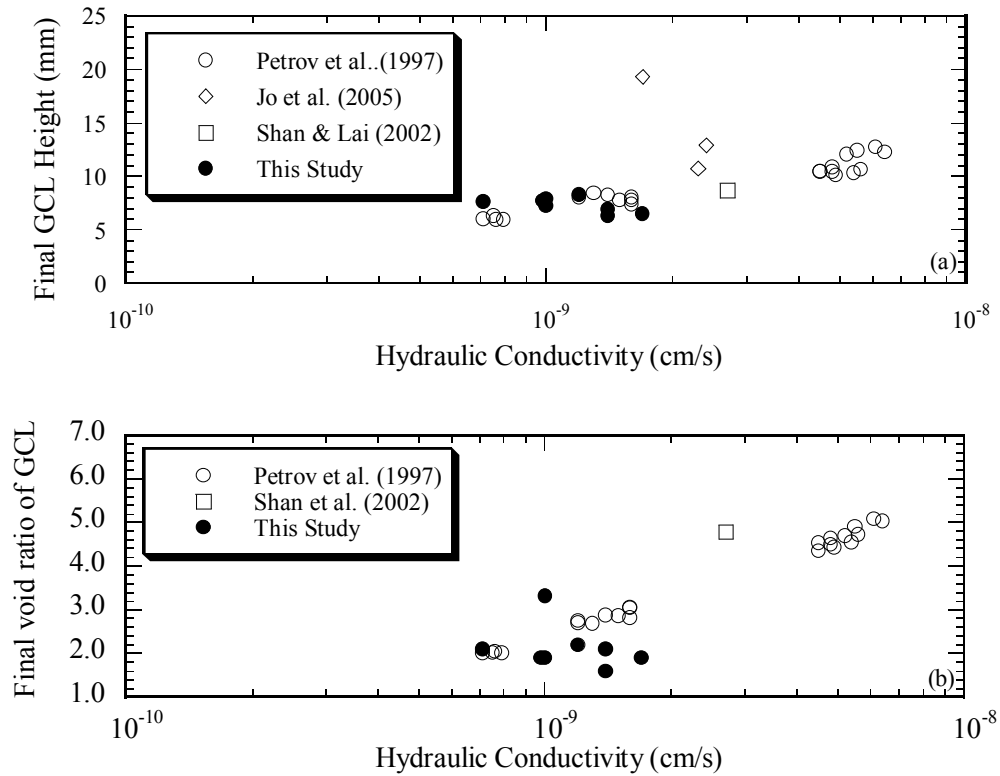 25
20
15
10
5
0
Final GCL Height (mm)
Petrov et al..(1997)
Jo et al. (2005)
Shan & Lai (2002)
This Study
(a)
10-10
10-9
10-8
Hydraulic Conductivity (cm/s)
7.0
6.0
5.0
4.0
3.0
2.0
1.0
Final void ratio of GCL
Petrov et al. (1997)
Shan et al. (2002)
This Study
(b)
10-10
10-9
10-8
Hydraulic Conductivity (cm/s)